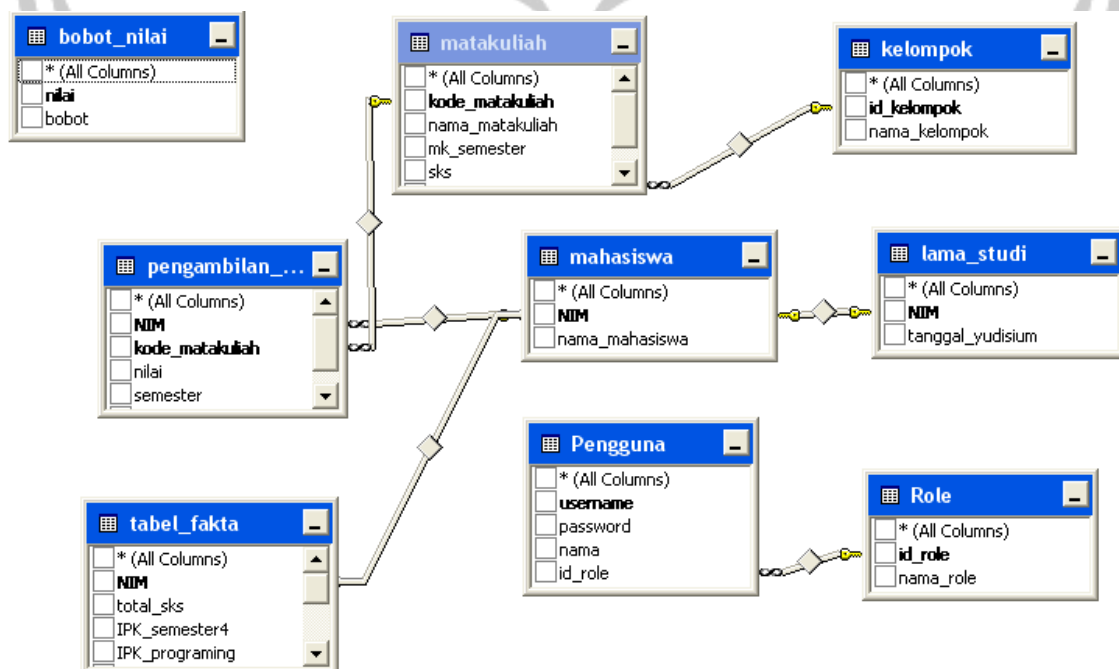 bobot_nilai
* (All Columns)
nilai
bobot
matakuliah
* (All Columns)
kode_matakuliah
nama_matakuliah
mk_semester
sks
kelompok
* (All Columns)
id_kelompok
nama_kelompok
pengambilan_...
* (All Columns)
NIM
kode_matakuliah
nilai
semester
mahasiswa
* (All Columns)
NIM
nama_mahasiswa
lama_studi
* (All Columns)
NIM
tanggal_yudisium
tabel_fakta
* (All Columns)
NIM
total_sks
IPK_semester4
IPK_programing
Pengguna
* (All Columns)
username
password
nama
id_role
Role
* (All Columns)
id_role
nama_role